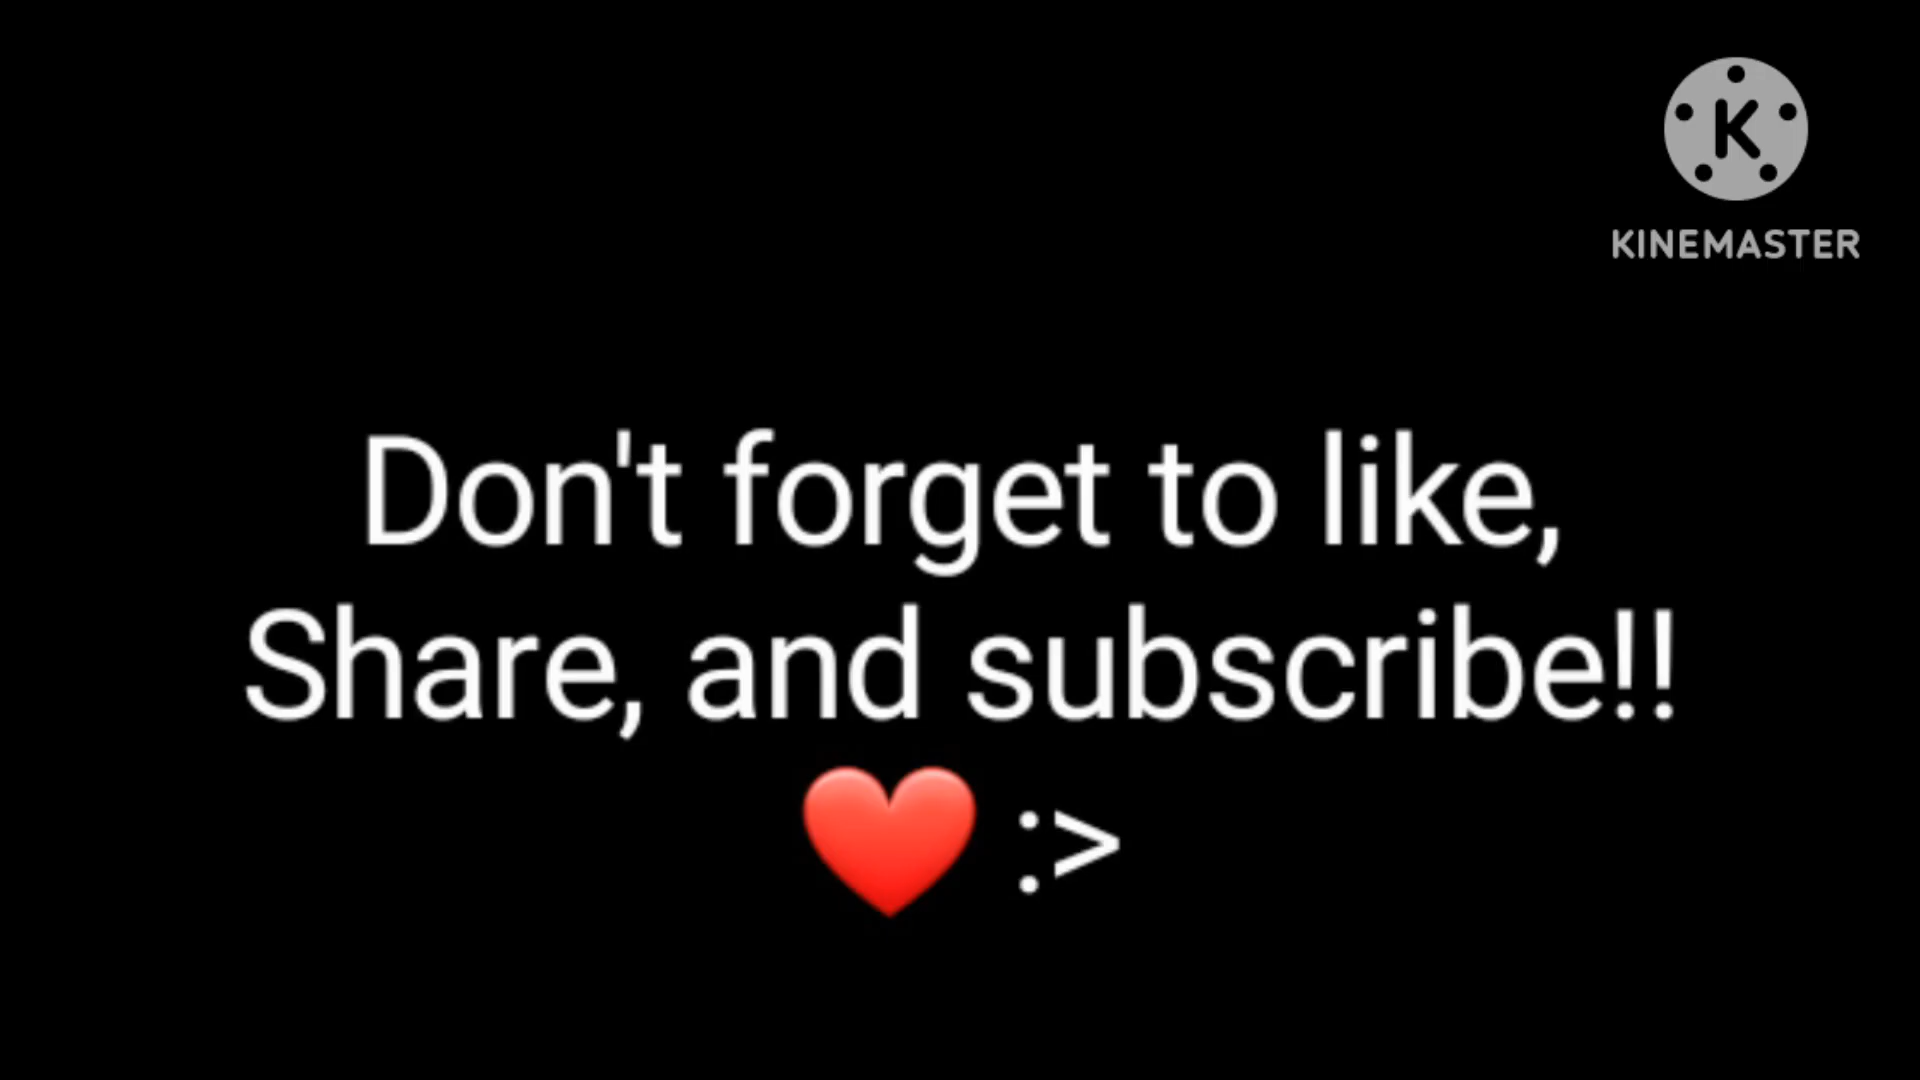 K
KINEMASTER
Don't forget to like,
Share, and subscribe!!
❤️ :>